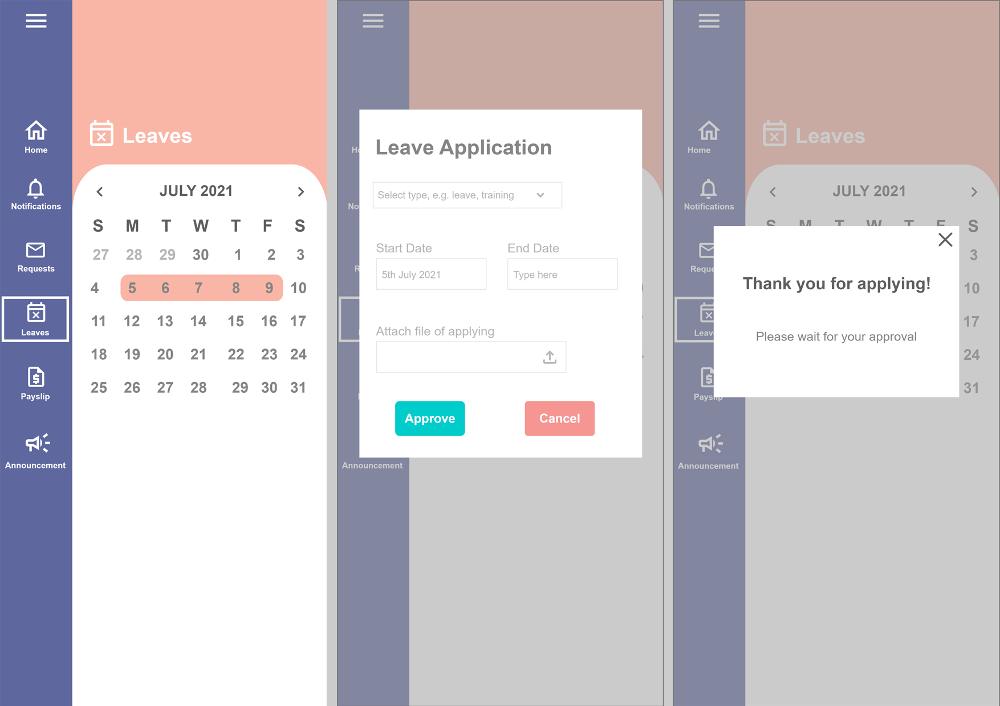 Home
Notifications
Requests
Leaves
Payslip
Announcement
Leaves
JULY 2021
S M T W T F S
27 28 29 30 1 2 3
4 5 6 7 8 9 10
11 12 13 14 15 16 17
18 19 20 21 22 23 24
25 26 27 28 29 30 31
Announcement
Leave Application
Select type, e.g. leave, training
Start Date End Date
5th July 2021 Type here
Attach file of applying
Approve Cancel
Home
Notifications
Reque
Leav
Payslip
Announcement
Leaves
JULY 2021
S M T W T F S
3
10
17
24
31
Thank you for applying!
Please wait for your approval